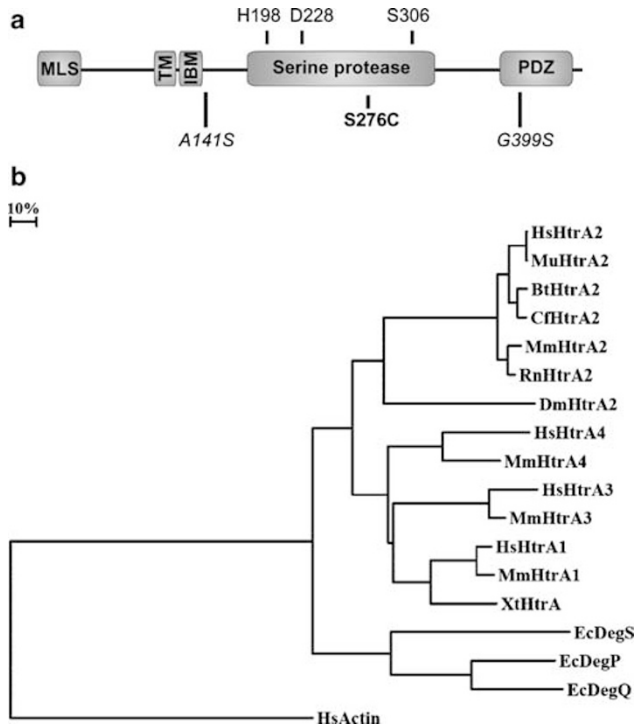 a
H198 D228 S306
MLS TM IBM Serine protease PDZ
A141S S276C G399S
b
10%
HsHtrA2
MuHtrA2
BtHtrA2
CfHtrA2
MmHtrA2
RnHtrA2
DmHtrA2
HsHtrA4
MmHtrA4
HsHtrA3
MmHtrA3
HsHtrA1
MmHtrA1
XtHtrA
EcDegS
EcDegP
EcDegQ
HsActin